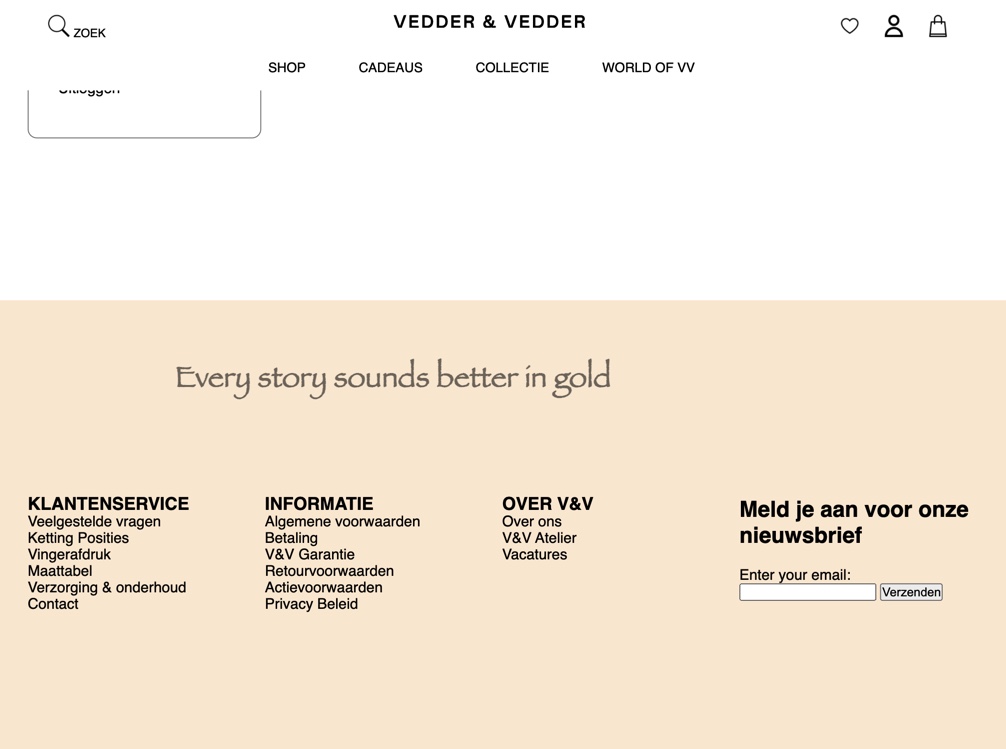 ZOEK
VEDDER & VEDDER
SHOP CADEAUS COLLECTIE WORLD OF VV
Uitloggen
Every story sounds better in gold
KLANTENSERVICE
Veelgestelde vragen
Ketting Posities
Vingerafdruk
Maattabel
Verzorging & onderhoud
Contact
INFORMATIE
Algemene voorwaarden
Betaling
V&V Garantie
Retourvoorwaarden
Actievoorwaarden
Privacy Beleid
OVER V&V
Over ons
V&V Atelier
Vacatures
Meld je aan voor onze
nieuwsbrief
Enter your email:
Verzenden